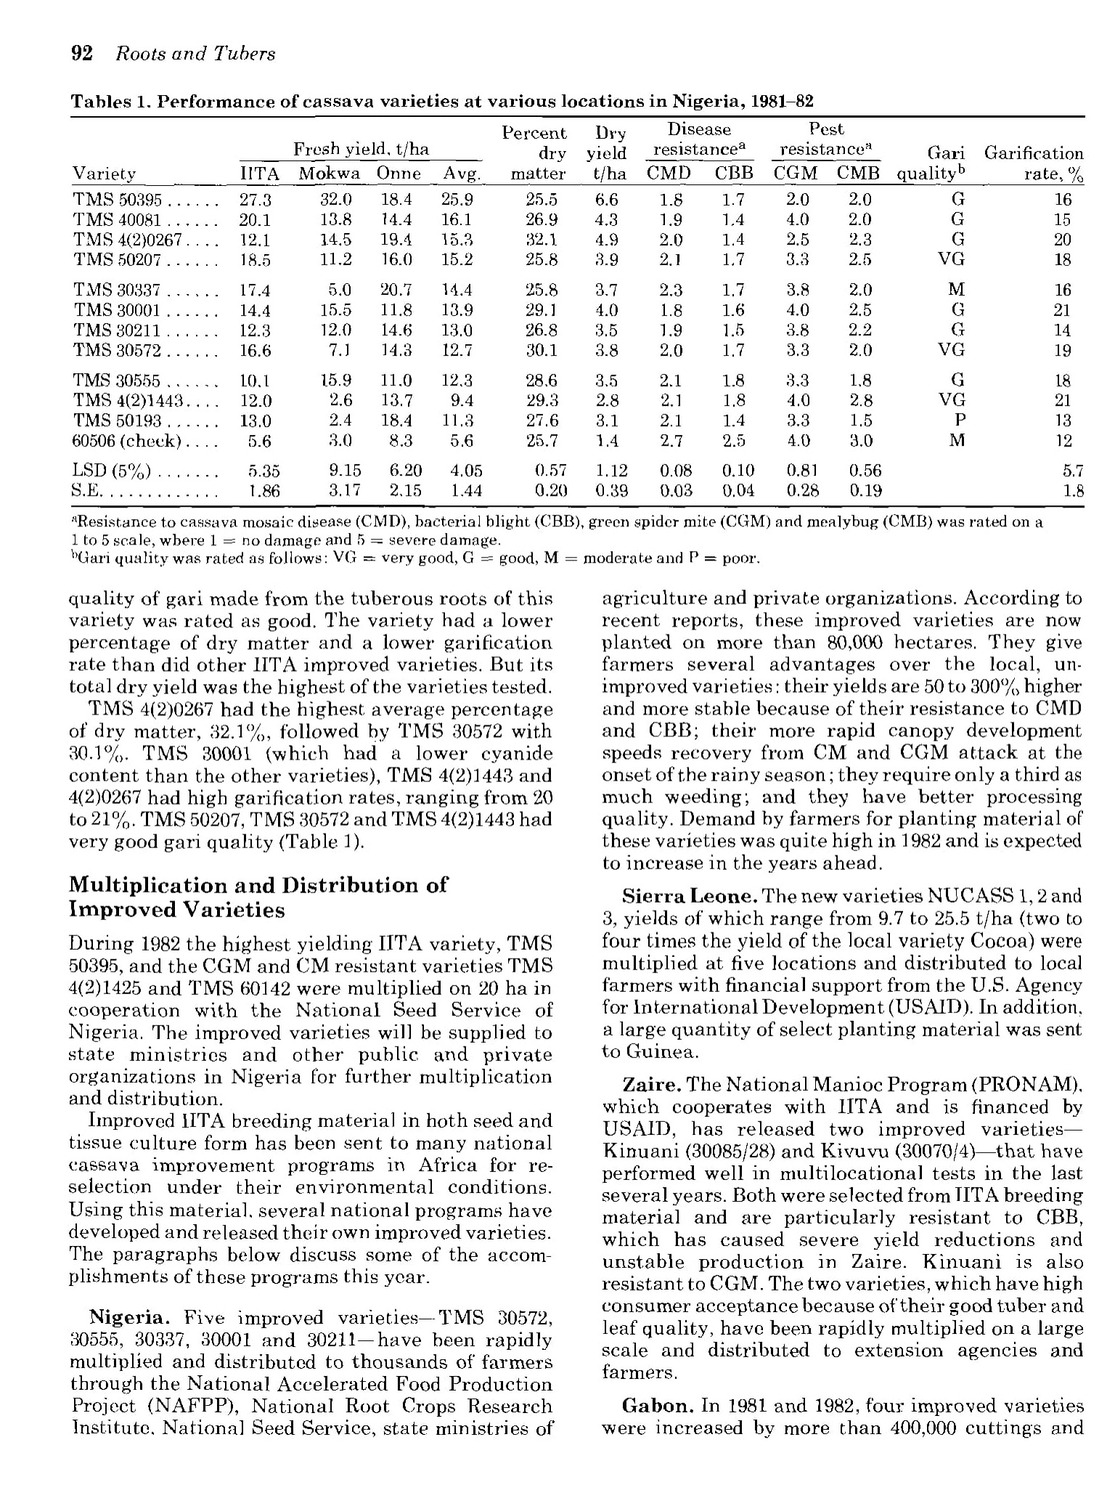 92 Roots and Tubers
Tables 1. Performance of cassava varieties at various locations in Nigeria, 1981–82
Percent Dry Disease Pest
Fresh yield, t/ha dry yield resistanceᵃ resistanceᵃ Gari Garification
Variety IITA Mokwa Onne Avg. matter t/ha CMD CBB CGM CMB qualityᵇ rate, %
TMS 50395 ...... 27.3 32.0 18.4 25.9 25.5 6.6 1.8 1.7 2.0 2.0 G 16
TMS 40081 ...... 20.1 13.8 14.4 16.1 26.9 4.3 1.9 1.4 4.0 2.0 G 15
TMS 4(2)0267 .... 12.1 14.5 19.4 15.3 32.1 4.9 2.0 1.4 2.5 2.3 G 20
TMS 50207 ...... 18.5 11.2 16.0 15.2 25.8 3.9 2.1 1.7 3.3 2.5 VG 18
TMS 30337 ...... 17.4 5.0 20.7 14.4 25.8 3.7 2.3 1.7 3.8 2.0 M 16
TMS 30001 ...... 14.4 15.5 11.8 13.9 29.1 4.0 1.8 1.6 4.0 2.5 G 21
TMS 30211 ...... 12.3 12.0 14.6 13.0 26.8 3.5 1.9 1.5 3.8 2.2 G 14
TMS 30572 ...... 16.6 7.1 14.3 12.7 30.1 3.8 2.0 1.7 3.3 2.0 VG 19
TMS 30555 ...... 10.1 15.9 11.0 12.3 28.6 3.5 2.1 1.8 3.3 1.8 G 18
TMS 4(2)1443 .... 12.0 2.6 13.7 9.4 29.3 2.8 2.1 1.8 4.0 2.8 VG 21
TMS 50193 ...... 13.0 2.4 18.4 11.3 27.6 3.1 2.1 1.4 3.3 1.5 P 13
60506 (check) .... 5.6 3.0 8.3 5.6 25.7 1.4 2.7 2.5 4.0 3.0 M 12
LSD (5%) ....... 5.35 9.15 6.20 4.05 0.57 1.12 0.08 0.10 0.81 0.56 5.7
S.E. ............ 1.86 3.17 2.15 1.44 0.20 0.39 0.03 0.04 0.28 0.19 1.8
ᵃResistance to cassava mosaic disease (CMD), bacterial blight (CBB), green spider mite (CGM) and mealybug (CMB) was rated on a
1 to 5 scale, where 1 = no damage and 5 = severe damage.
ᵇGari quality was rated as follows: VG = very good, G = good, M = moderate and P = poor.
quality of gari made from the tuberous roots of this
variety was rated as good. The variety had a lower
percentage of dry matter and a lower garification
rate than did other IITA improved varieties. But its
total dry yield was the highest of the varieties tested.
TMS 4(2)0267 had the highest average percentage
of dry matter, 32.1%, followed by TMS 30572 with
30.1%. TMS 30001 (which had a lower cyanide
content than the other varieties), TMS 4(2)1443 and
4(2)0267 had high garification rates, ranging from 20
to 21%. TMS 50207, TMS 30572 and TMS 4(2)1443 had
very good gari quality (Table 1).
Multiplication and Distribution of
Improved Varieties
During 1982 the highest yielding IITA variety, TMS
50395, and the CGM and CM resistant varieties TMS
4(2)1425 and TMS 60142 were multiplied on 20 ha in
cooperation with the National Seed Service of
Nigeria. The improved varieties will be supplied to
state ministries and other public and private
organizations in Nigeria for further multiplication
and distribution.
Improved IITA breeding material in both seed and
tissue culture form has been sent to many national
cassava improvement programs in Africa for re-
selection under their environmental conditions.
Using this material, several national programs have
developed and released their own improved varieties.
The paragraphs below discuss some of the accom-
plishments of these programs this year.
Nigeria. Five improved varieties—TMS 30572,
30555, 30337, 30001 and 30211—have been rapidly
multiplied and distributed to thousands of farmers
through the National Accelerated Food Production
Project (NAFPP), National Root Crops Research
Institute, National Seed Service, state ministries of
agriculture and private organizations. According to
recent reports, these improved varieties are now
planted on more than 80,000 hectares. They give
farmers several advantages over the local, un-
improved varieties: their yields are 50 to 300% higher
and more stable because of their resistance to CMD
and CBB; their more rapid canopy development
speeds recovery from CM and CGM attack at the
onset of the rainy season; they require only a third as
much weeding; and they have better processing
quality. Demand by farmers for planting material of
these varieties was quite high in 1982 and is expected
to increase in the years ahead.
Sierra Leone. The new varieties NUCASS 1, 2 and
3, yields of which range from 9.7 to 25.5 t/ha (two to
four times the yield of the local variety Cocoa) were
multiplied at five locations and distributed to local
farmers with financial support from the U.S. Agency
for International Development (USAID). In addition,
a large quantity of select planting material was sent
to Guinea.
Zaire. The National Manioc Program (PRONAM),
which cooperates with IITA and is financed by
USAID, has released two improved varieties—
Kinuani (30085/28) and Kivuvu (30070/4)—that have
performed well in multilocational tests in the last
several years. Both were selected from IITA breeding
material and are particularly resistant to CBB,
which has caused severe yield reductions and
unstable production in Zaire. Kinuani is also
resistant to CGM. The two varieties, which have high
consumer acceptance because of their good tuber and
leaf quality, have been rapidly multiplied on a large
scale and distributed to extension agencies and
farmers.
Gabon. In 1981 and 1982, four improved varieties
were increased by more than 400,000 cuttings and